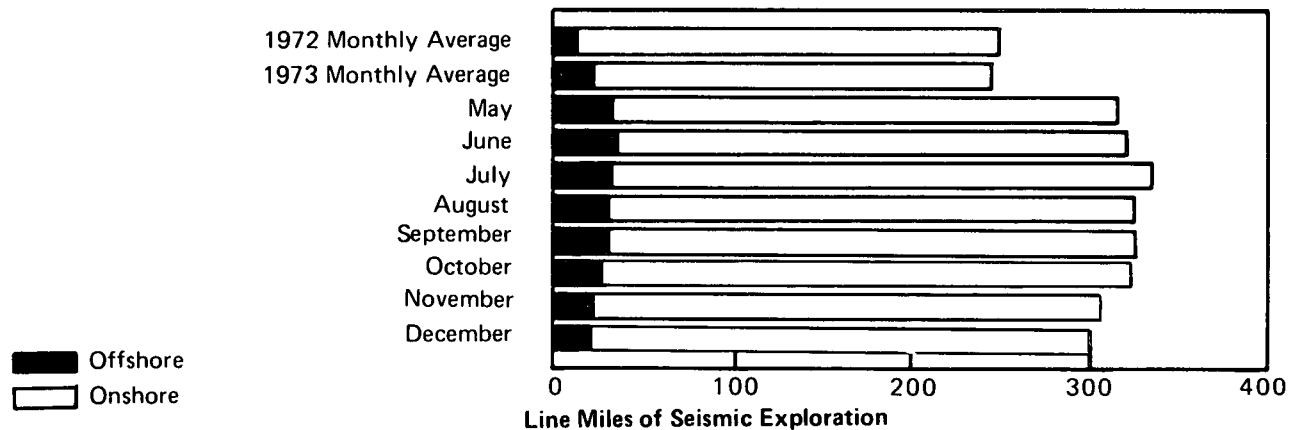 1972 Monthly Average
1973 Monthly Average
May
June
July
August
September
October
November
December
Offshore
Onshore
0 100 200 300 400
Line Miles of Seismic Exploration